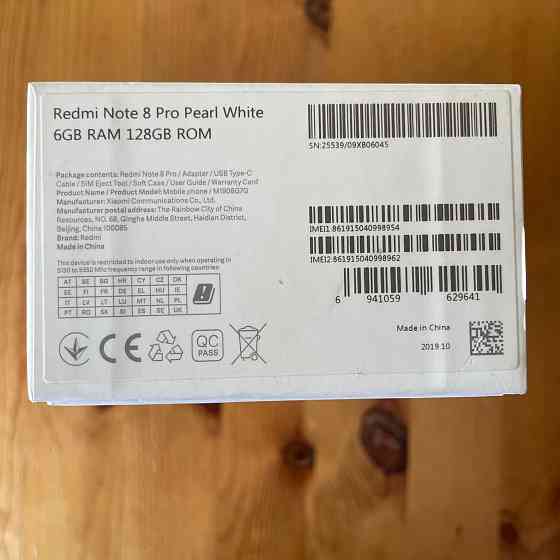 Redmi Note 8 Pro Pearl White
6GB RAM 128GB ROM
SN:25539/09XB06045
Package contents: Redmi Note 8 Pro / Adapter / USB Type-C
Cable / SIM Eject Tool / Soft Case / User Guide / Warranty Card
Product Name / Product Model: Mobile phone / M1906G7G
Manufacturer: Xiaomi Communications Co., Ltd.
Manufacturer postal address: The Rainbow City of China
Resources, NO. 68, Qinghe Middle Street, Haidian District,
Beijing, China 100085
Brand: Redmi
Made in China
IMEI1:861915040998954
IMEI2:861915040998962
6 941059 629641
This device is restricted to indoor use only when operating in
5150 to 5350 MHz frequency range in following countries:
AT BE BG HR CY CZ DK
EE FI FR DE EL HU IE
IT LV LT LU MT NL PL
PT RO SK SI ES SE UK
CE
QC
PASS
Made in China
2019.10